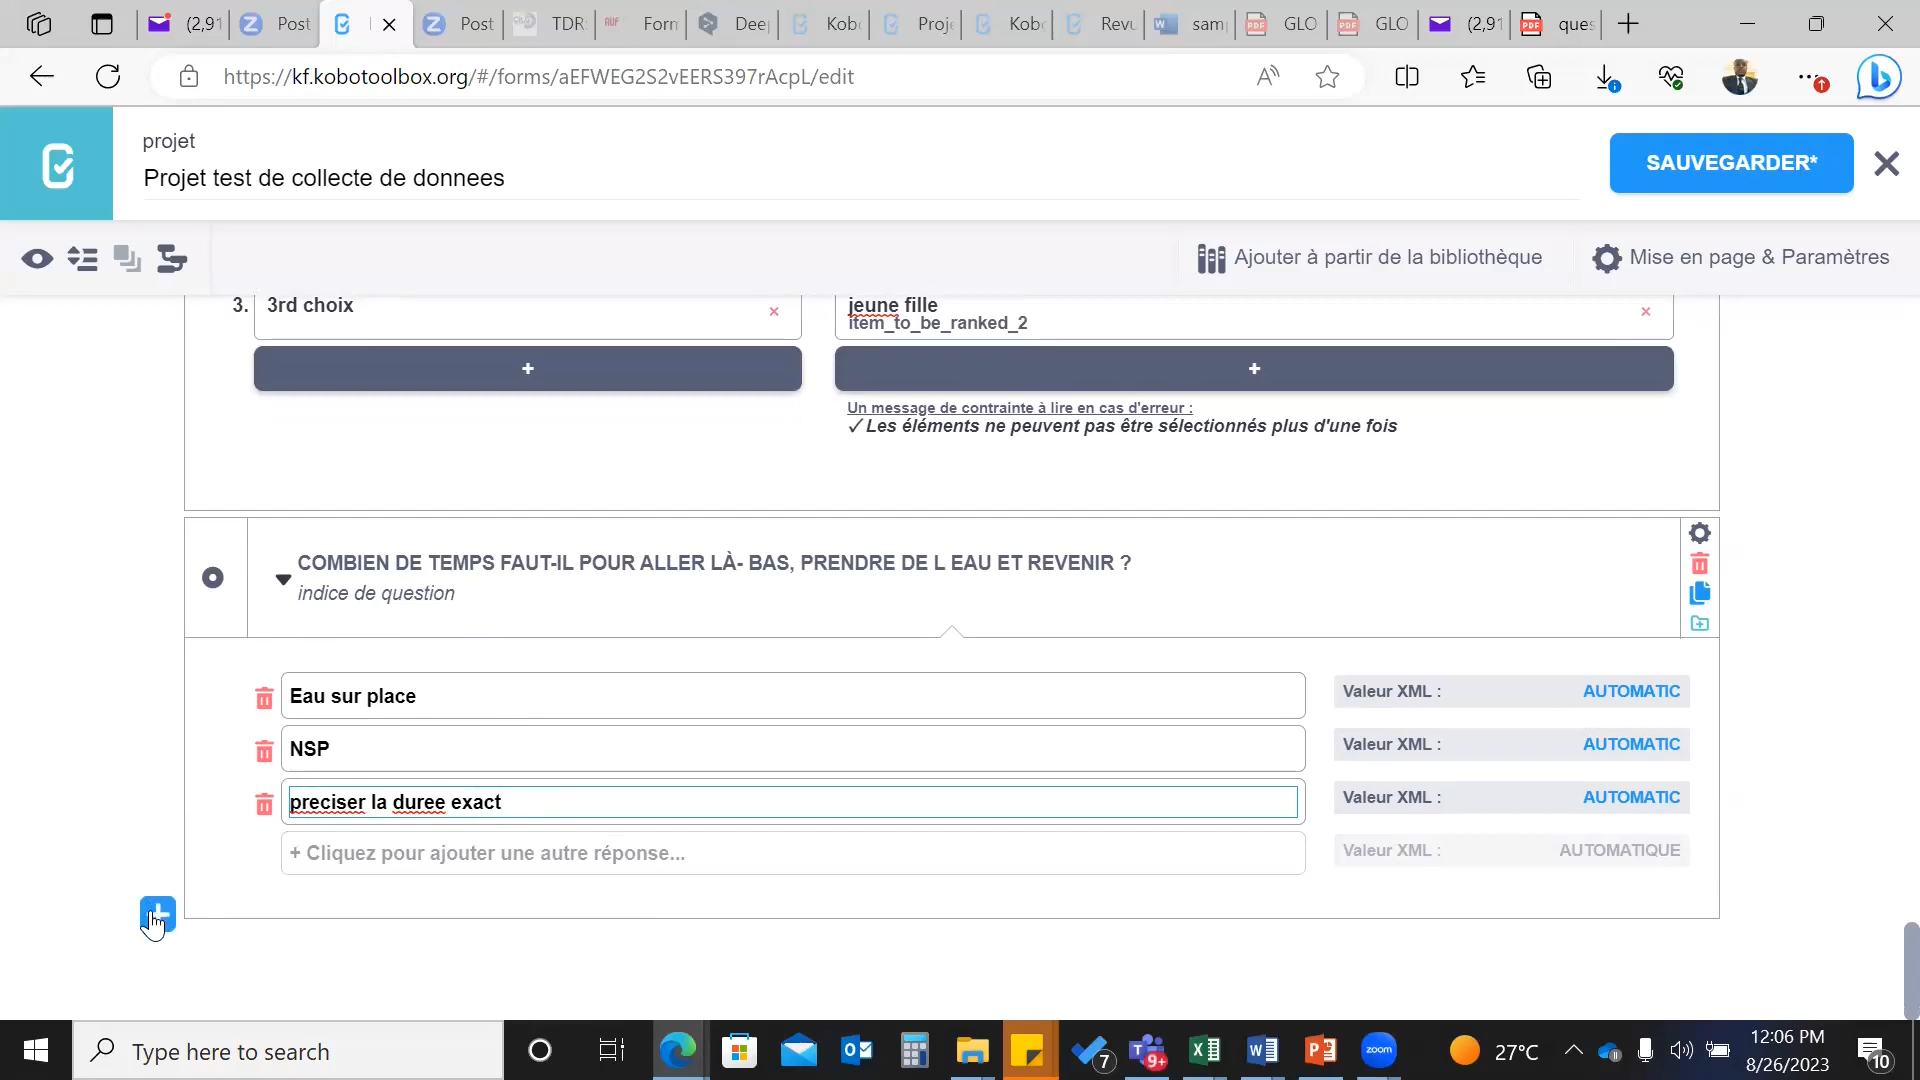 (2,91
Post
Post
TDR
Form
Deep
Kob
Proje
Kob
Revu
sam
GLO
GLO
(2,91
ques
https://kf.kobotoolbox.org/#/forms/aEFWEG2S2vEERS397rAcpL/edit
projet
Projet test de collecte de donnees
SAUVEGARDER*
Ajouter à partir de la bibliothèque
Mise en page & Paramètres
3. 3rd choix
jeune fille
item_to_be_ranked_2
+
+
Un message de contrainte à lire en cas d'erreur :
✓ Les éléments ne peuvent pas être sélectionnés plus d'une fois
COMBIEN DE TEMPS FAUT-IL POUR ALLER LÀ- BAS, PRENDRE DE L EAU ET REVENIR ?
indice de question
Eau sur place
Valeur XML : AUTOMATIC
NSP
Valeur XML : AUTOMATIC
preciser la duree exact
Valeur XML : AUTOMATIC
+ Cliquez pour ajouter une autre réponse...
Valeur XML : AUTOMATIQUE
Type here to search
7
9+
zoom
27°C
12:06 PM
8/26/2023
10